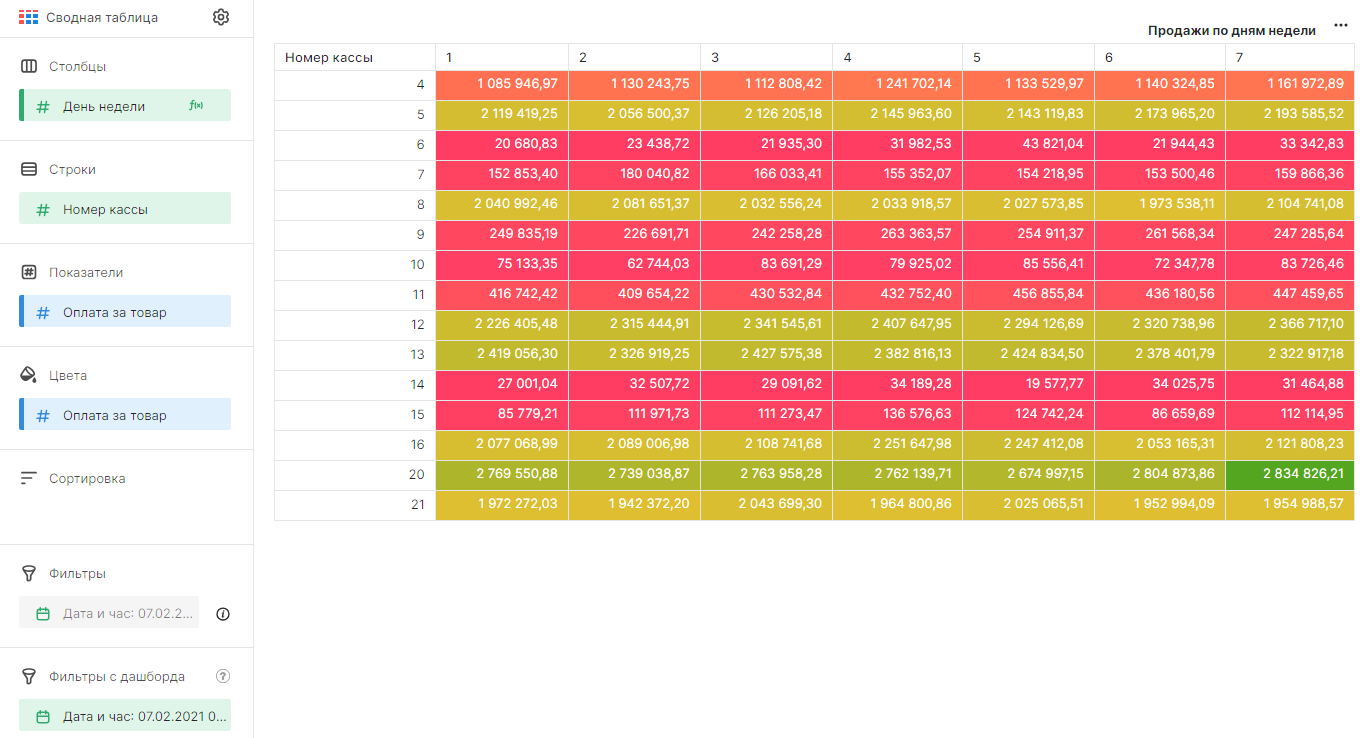 Сводная таблица
Столбцы
# День недели f(x)
Строки
# Номер кассы
Показатели
# Оплата за товар
Цвета
# Оплата за товар
Сортировка
Фильтры
Дата и час: 07.02.2...
Фильтры с дашборда ?
Дата и час: 07.02.2021 0...
Продажи по дням недели ...
Номер кассы 1 2 3 4 5 6 7
4 1 085 946,97 1 130 243,75 1 112 808,42 1 241 702,14 1 133 529,97 1 140 324,85 1 161 972,89
5 2 119 419,25 2 056 500,37 2 126 205,18 2 145 963,60 2 143 119,83 2 173 965,20 2 193 585,52
6 20 680,83 23 438,72 21 935,30 31 982,53 43 821,04 21 944,43 33 342,83
7 152 853,40 180 040,82 166 033,41 155 352,07 154 218,95 153 500,46 159 866,36
8 2 040 992,46 2 081 651,37 2 032 556,24 2 033 918,57 2 027 573,85 1 973 538,11 2 104 741,08
9 249 835,19 226 691,71 242 258,28 263 363,57 254 911,37 261 568,34 247 285,64
10 75 133,35 62 744,03 83 691,29 79 925,02 85 556,41 72 347,78 83 726,46
11 416 742,42 409 654,22 430 532,84 432 752,40 456 855,84 436 180,56 447 459,65
12 2 226 405,48 2 315 444,91 2 341 545,61 2 407 647,95 2 294 126,69 2 320 738,96 2 366 717,10
13 2 419 056,30 2 326 919,25 2 427 575,38 2 382 816,13 2 424 834,50 2 378 401,79 2 322 917,18
14 27 001,04 32 507,72 29 091,62 34 189,28 19 577,77 34 025,75 31 464,88
15 85 779,21 111 971,73 111 273,47 136 576,63 124 742,24 86 659,69 112 114,95
16 2 077 068,99 2 089 006,98 2 108 741,68 2 251 647,98 2 247 412,08 2 053 165,31 2 121 808,23
20 2 769 550,88 2 739 038,87 2 763 958,28 2 762 139,71 2 674 997,15 2 804 873,86 2 834 826,21
21 1 972 272,03 1 942 372,20 2 043 699,30 1 964 800,86 2 025 065,51 1 952 994,09 1 954 988,57